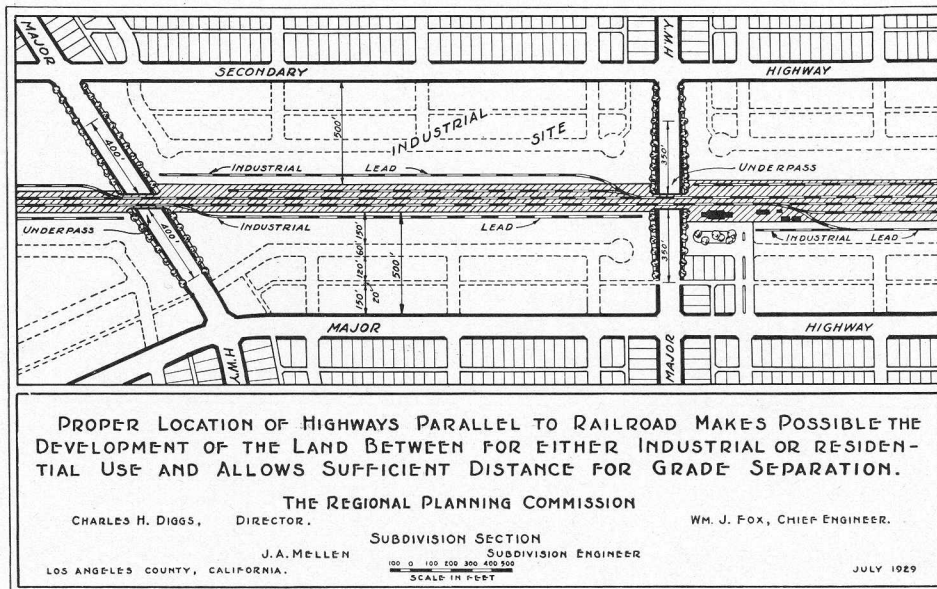 MAJOR
HWY
SECONDARY HIGHWAY
500'
INDUSTRIAL SITE
400'
350'
INDUSTRIAL LEAD
UNDERPASS
UNDERPASS
400'
INDUSTRIAL LEAD
150'
60'
120'
20'
150'
500'
350'
INDUSTRIAL LEAD
MAJOR HIGHWAY
H'W'Y
MAJOR
PROPER LOCATION OF HIGHWAYS PARALLEL TO RAILROAD MAKES POSSIBLE THE
DEVELOPMENT OF THE LAND BETWEEN FOR EITHER INDUSTRIAL OR RESIDEN-
TIAL USE AND ALLOWS SUFFICIENT DISTANCE FOR GRADE SEPARATION.
THE REGIONAL PLANNING COMMISSION
CHARLES H. DIGGS, DIRECTOR. WM. J. FOX, CHIEF ENGINEER.
SUBDIVISION SECTION
J.A. MELLEN SUBDIVISION ENGINEER
LOS ANGELES COUNTY, CALIFORNIA.
100 0 100 200 300 400 500
SCALE IN FEET
JULY 1929